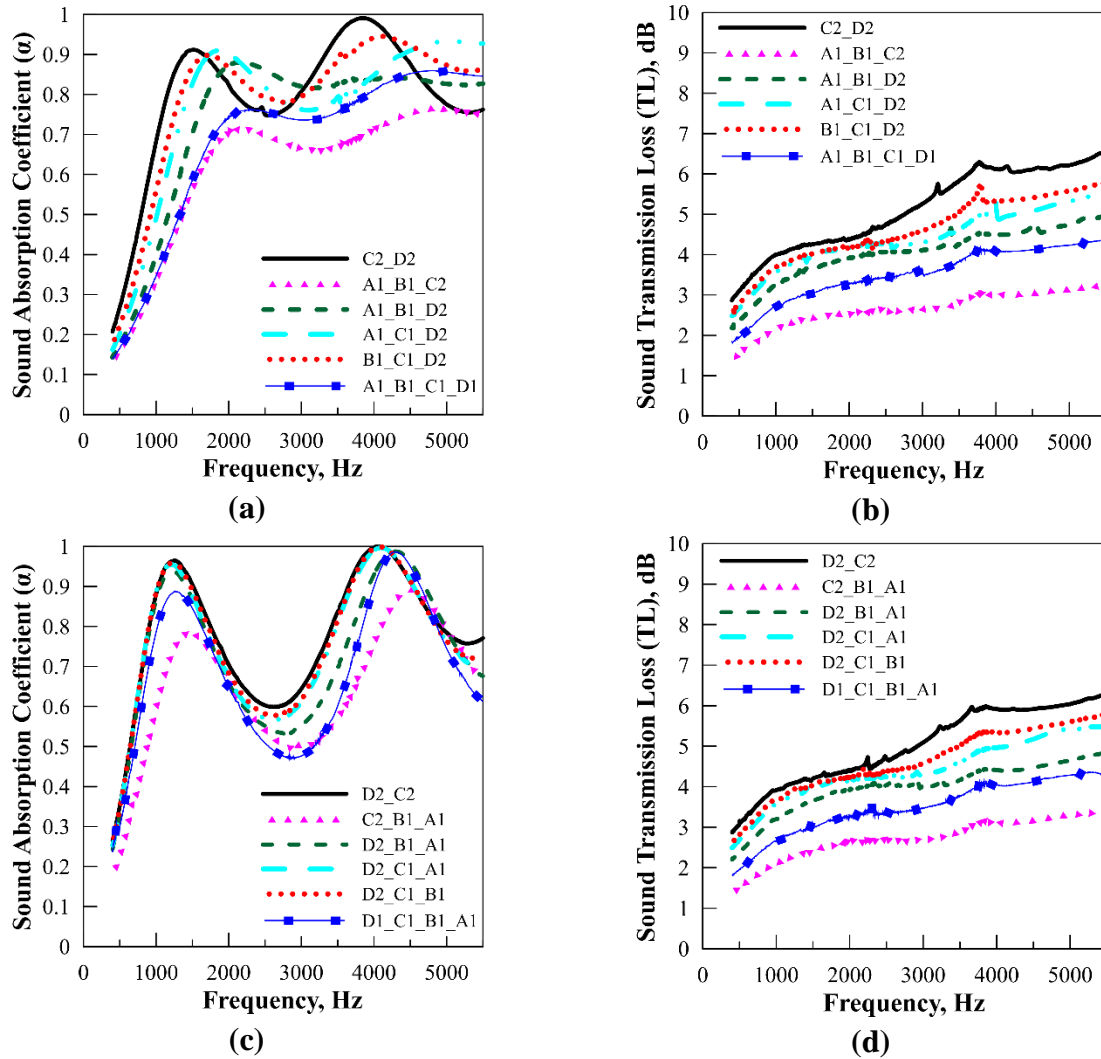 Sound Absorption Coefficient (α)
1
0.9
0.8
0.7
0.6
0.5
0.4
0.3
0.2
0.1
0
C2_D2
A1_B1_C2
A1_B1_D2
A1_C1_D2
B1_C1_D2
A1_B1_C1_D1
0 1000 2000 3000 4000 5000
Frequency, Hz
(a)
Sound Transmission Loss (TL), dB
10
9
8
7
6
5
4
3
2
1
0
C2_D2
A1_B1_C2
A1_B1_D2
A1_C1_D2
B1_C1_D2
A1_B1_C1_D1
0 1000 2000 3000 4000 5000
Frequency, Hz
(b)
Sound Absorption Coefficient (α)
1
0.9
0.8
0.7
0.6
0.5
0.4
0.3
0.2
0.1
0
D2_C2
C2_B1_A1
D2_B1_A1
D2_C1_A1
D2_C1_B1
D1_C1_B1_A1
0 1000 2000 3000 4000 5000
Frequency, Hz
(c)
Sound Transmission Loss (TL), dB
10
9
8
7
6
5
4
3
2
1
0
D2_C2
C2_B1_A1
D2_B1_A1
D2_C1_A1
D2_C1_B1
D1_C1_B1_A1
0 1000 2000 3000 4000 5000
Frequency, Hz
(d)